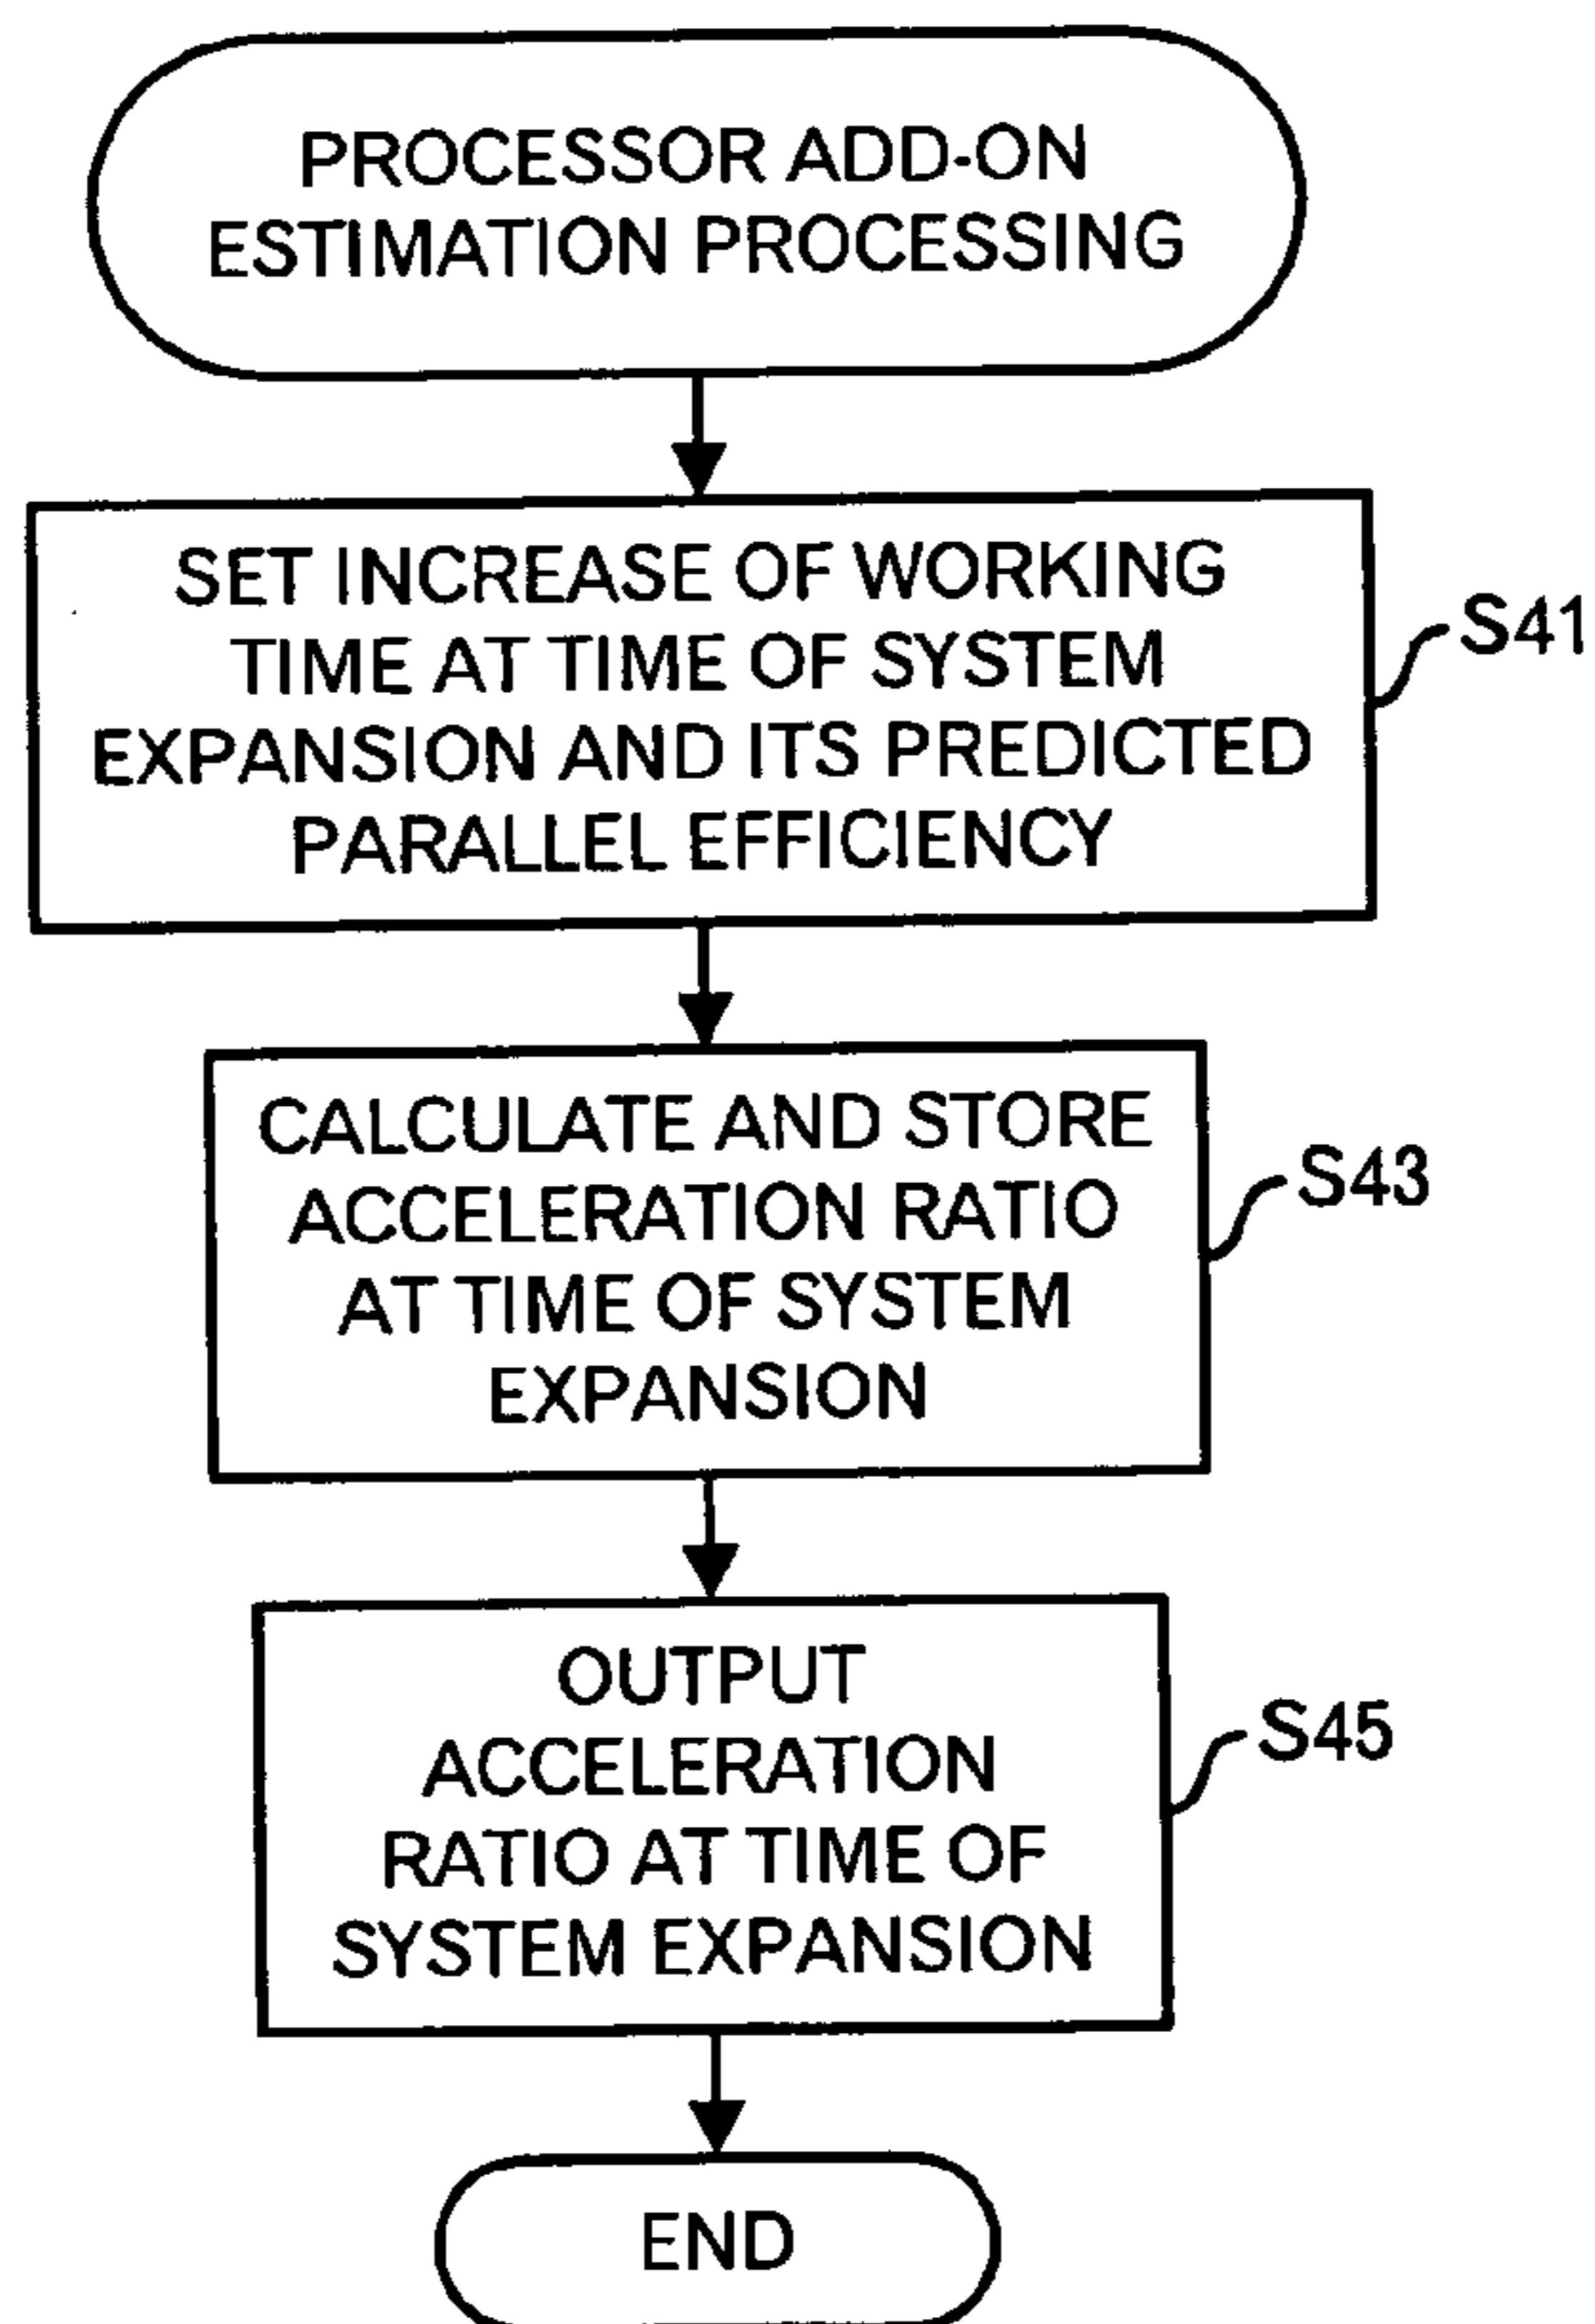 PROCESSOR ADD-ON
ESTIMATION PROCESSING
SET INCREASE OF WORKING
TIME AT TIME OF SYSTEM
EXPANSION AND ITS PREDICTED
PARALLEL EFFICIENCY
S41
CALCULATE AND STORE
ACCELERATION RATIO
AT TIME OF SYSTEM
EXPANSION
S43
OUTPUT
ACCELERATION
RATIO AT TIME OF
SYSTEM EXPANSION
S45
END